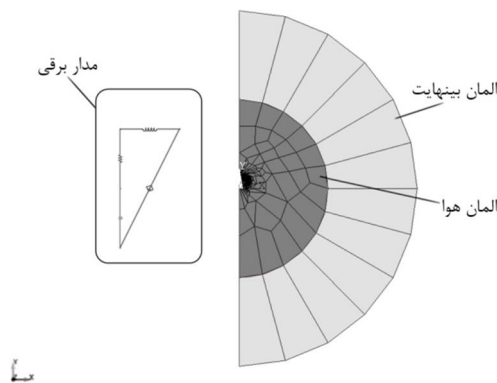 مدار برقی
المان بینهایت
المان هوا
Y
X